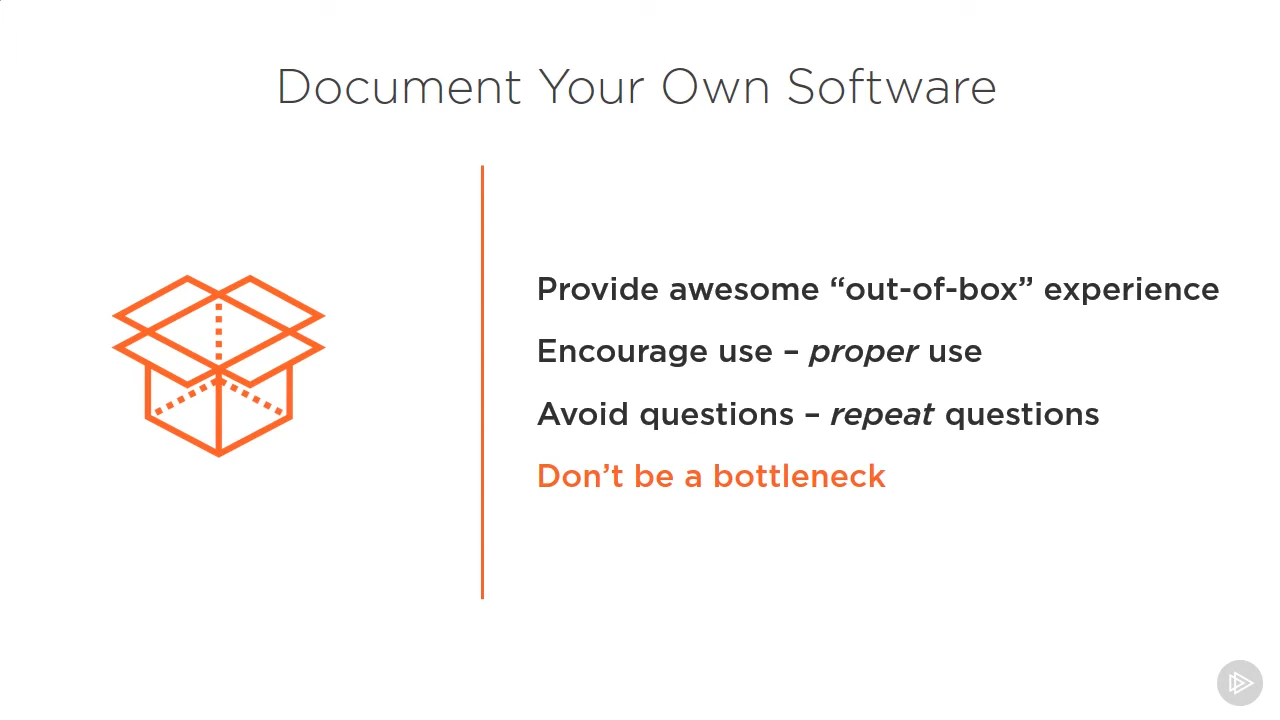 Document Your Own Software
Provide awesome “out-of-box” experience
Encourage use – proper use
Avoid questions – repeat questions
Don’t be a bottleneck